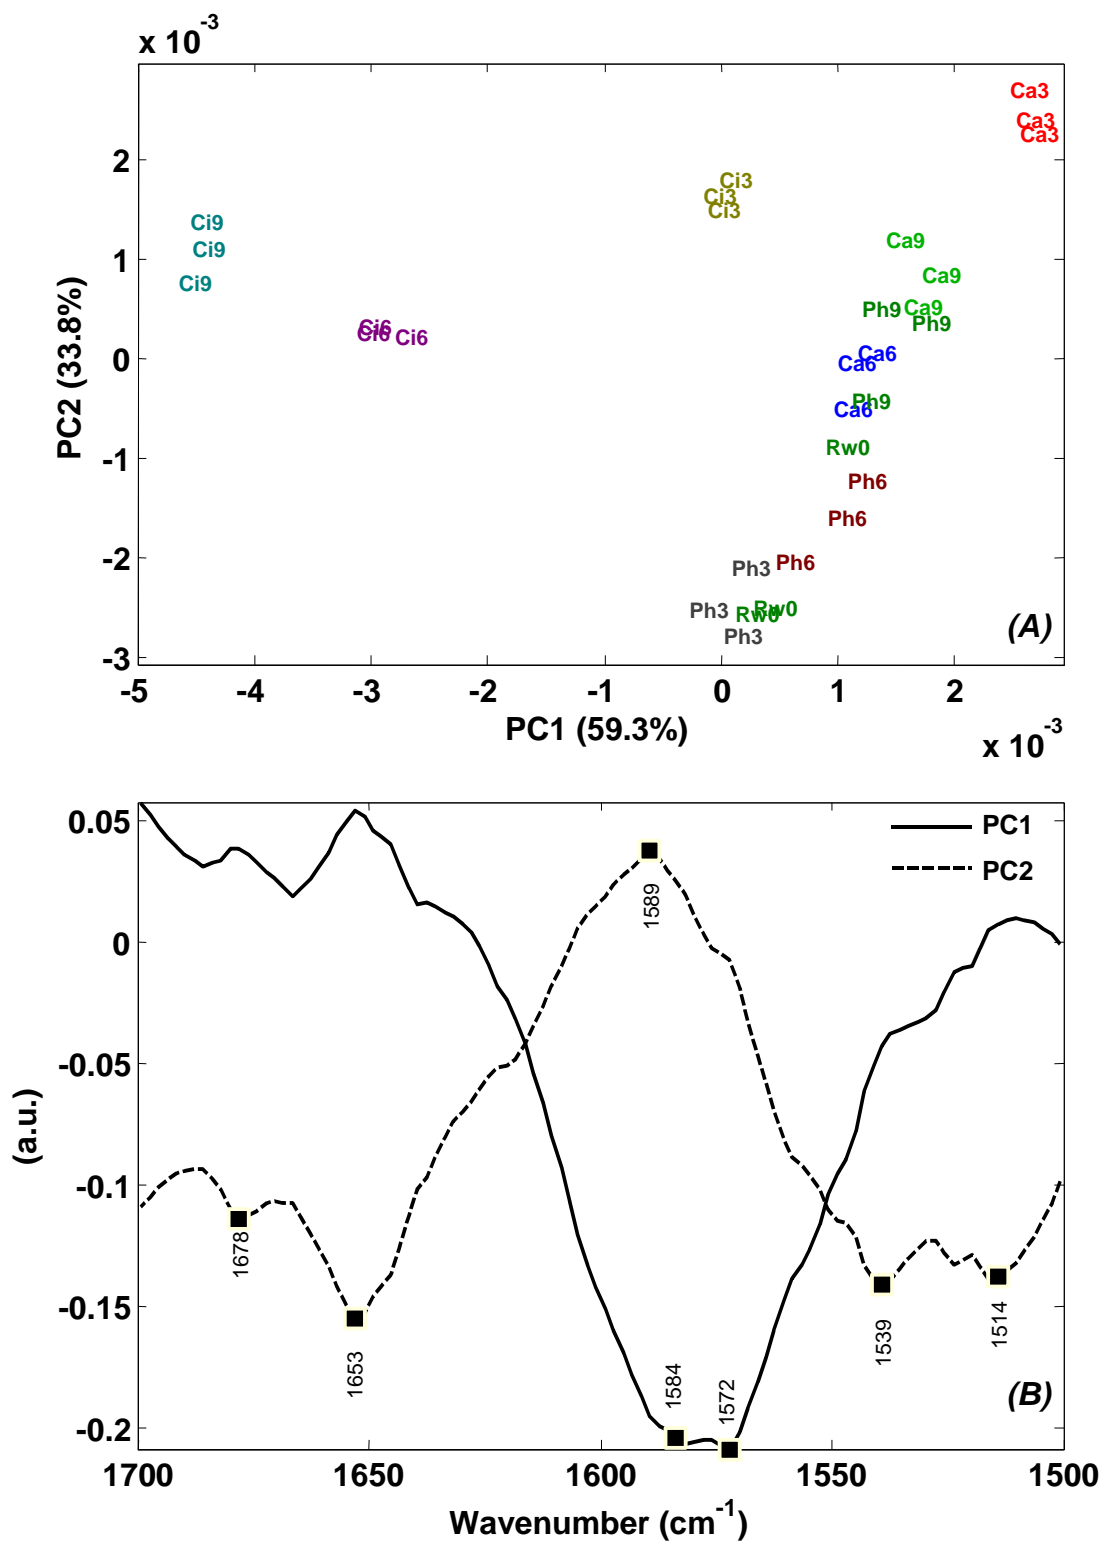 x 10-3
Ca3
Ca3
Ca3
2
Ci3
Ci3
Ci3
Ci9
Ci9
Ci9
Ca9
Ca9
Ca9
1
Ph9
Ph9
Ci6
Ci6
Ci6
Ca6
Ca6
0
Ca6
Ph9
PC2 (33.8%)
Rw0
-1
Ph6
Ph6
Ph6
-2
Ph3
Ph3
Rw0
Rw0
Ph3
(A)
-3
-5 -4 -3 -2 -1 0 1 2
PC1 (59.3%)
x 10-3
0.05
PC1
PC2
1589
0
-0.05
(a.u.)
-0.1
1678
-0.15
1653
1584
1572
1539
1514
(B)
-0.2
1700 1650 1600 1550 1500
Wavenumber (cm-1)